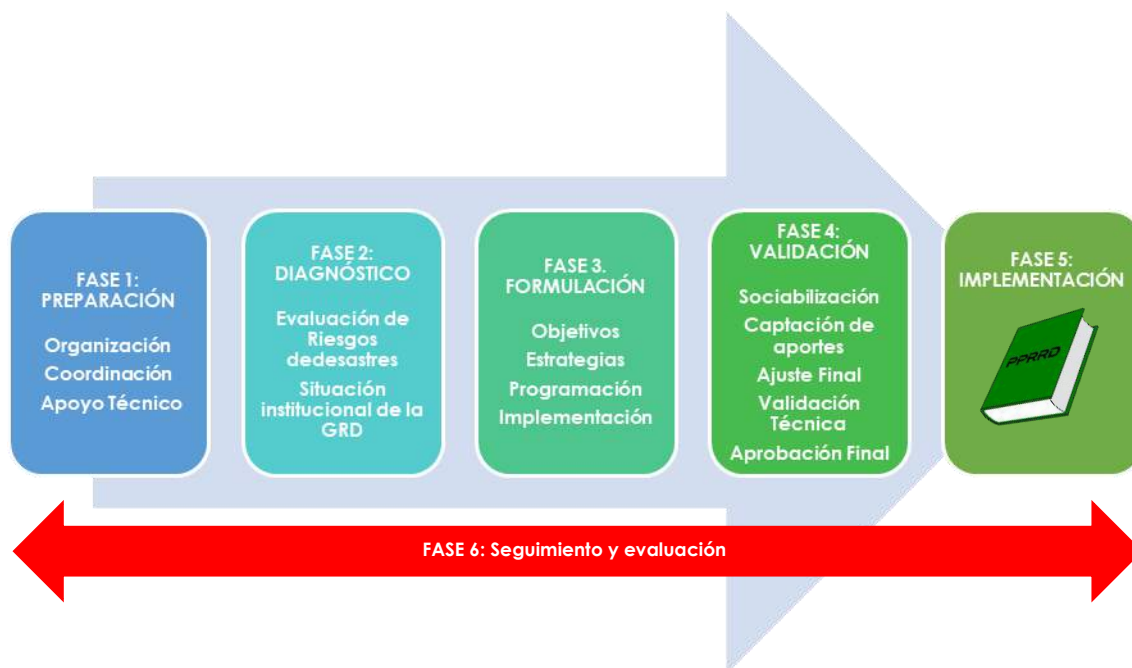 FASE 1:
PREPARACIÓN
Organización
Coordinación
Apoyo Técnico
FASE 2:
DIAGNÓSTICO
Evaluación de
Riesgos
dedesastres
Situación
institucional de la
GRD
FASE 3.
FORMULACIÓN
Objetivos
Estrategias
Programación
Implementación
FASE 4:
VALIDACIÓN
Sociabilización
Captación de
aportes
Ajuste Final
Validación
Técnica
Aprobación Final
FASE 5:
IMPLEMENTACIÓN
PPRRD
FASE 6: Seguimiento y evaluación